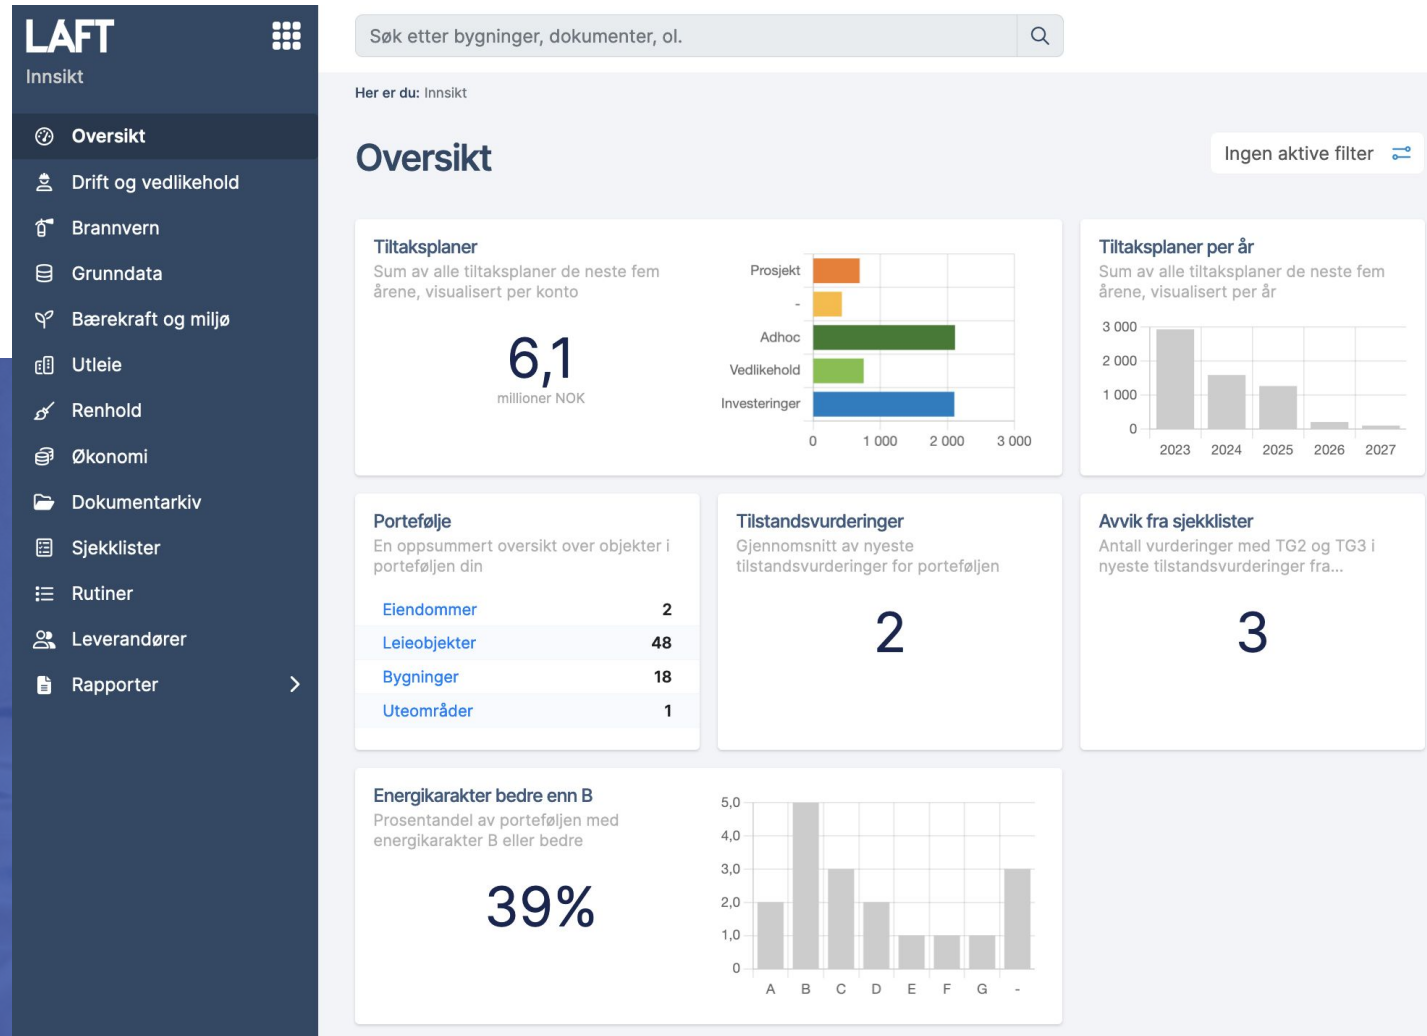 LAFT
Innsikt
Oversikt
Drift og vedlikehold
Brannvern
Grunndata
Bærekraft og miljø
Utleie
Renhold
Økonomi
Dokumentarkiv
Sjekklister
Rutiner
Leverandører
Rapporter
Søk etter bygninger, dokumenter, ol.
Her er du: Innsikt
Oversikt
Ingen aktive filter
Tiltaksplaner
Sum av alle tiltaksplaner de neste fem
årene, visualisert per konto
6,1
millioner NOK
Prosjekt
-
Adhoc
Vedlikehold
Investeringer
0 1 000 2 000 3 000
Tiltaksplaner per år
Sum av alle tiltaksplaner de neste fem
årene, visualisert per år
3 000
2 000
1 000
0
2023 2024 2025 2026 2027
Portefølje
En oppsummert oversikt over objekter i
porteføljen din
Eiendommer 2
Leieobjekter 48
Bygninger 18
Uteområder 1
Tilstandsvurderinger
Gjennomsnitt av nyeste
tilstandsvurderinger for porteføljen
2
Avvik fra sjekklister
Antall vurderinger med TG2 og TG3 i
nyeste tilstandsvurderinger fra...
3
Energikarakter bedre enn B
Prosentandel av porteføljen med
energikarakter B eller bedre
39%
5,0
4,0
3,0
2,0
1,0
0
A B C D E F G -